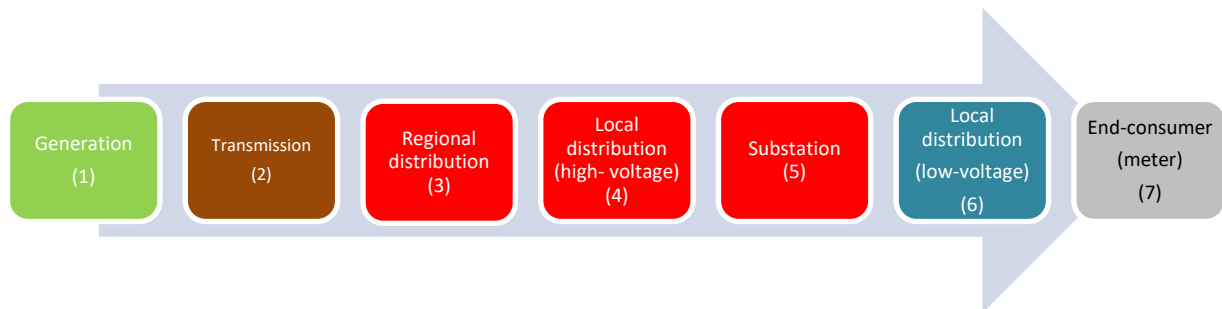 Generation
(1)
Transmission
(2)
Regional
distribution
(3)
Local
distribution
(high- voltage)
(4)
Substation
(5)
Local
distribution
(low-voltage)
(6)
End-consumer
(meter)
(7)